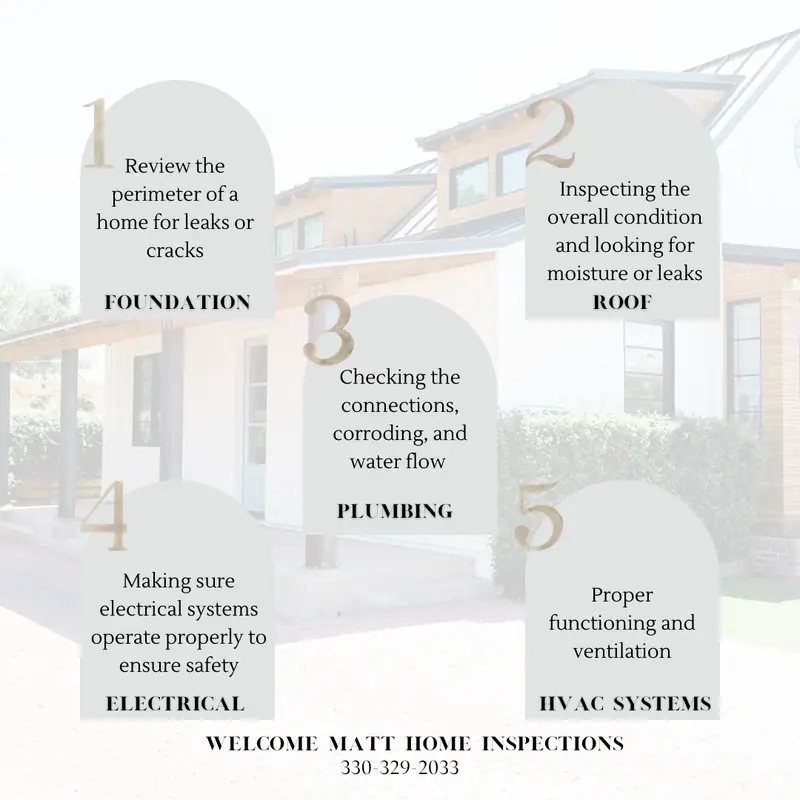 1
Review the
perimeter of a
home for leaks or
cracks
FOUNDATION
2
Inspecting the
overall condition
and looking for
moisture or leaks
ROOF
3
Checking the
connections,
corroding, and
water flow
PLUMBING
4
Making sure
electrical systems
operate properly to
ensure safety
ELECTRICAL
5
Proper
functioning and
ventilation
HVAC SYSTEMS
WELCOME MATT HOME INSPECTIONS
330-329-2033